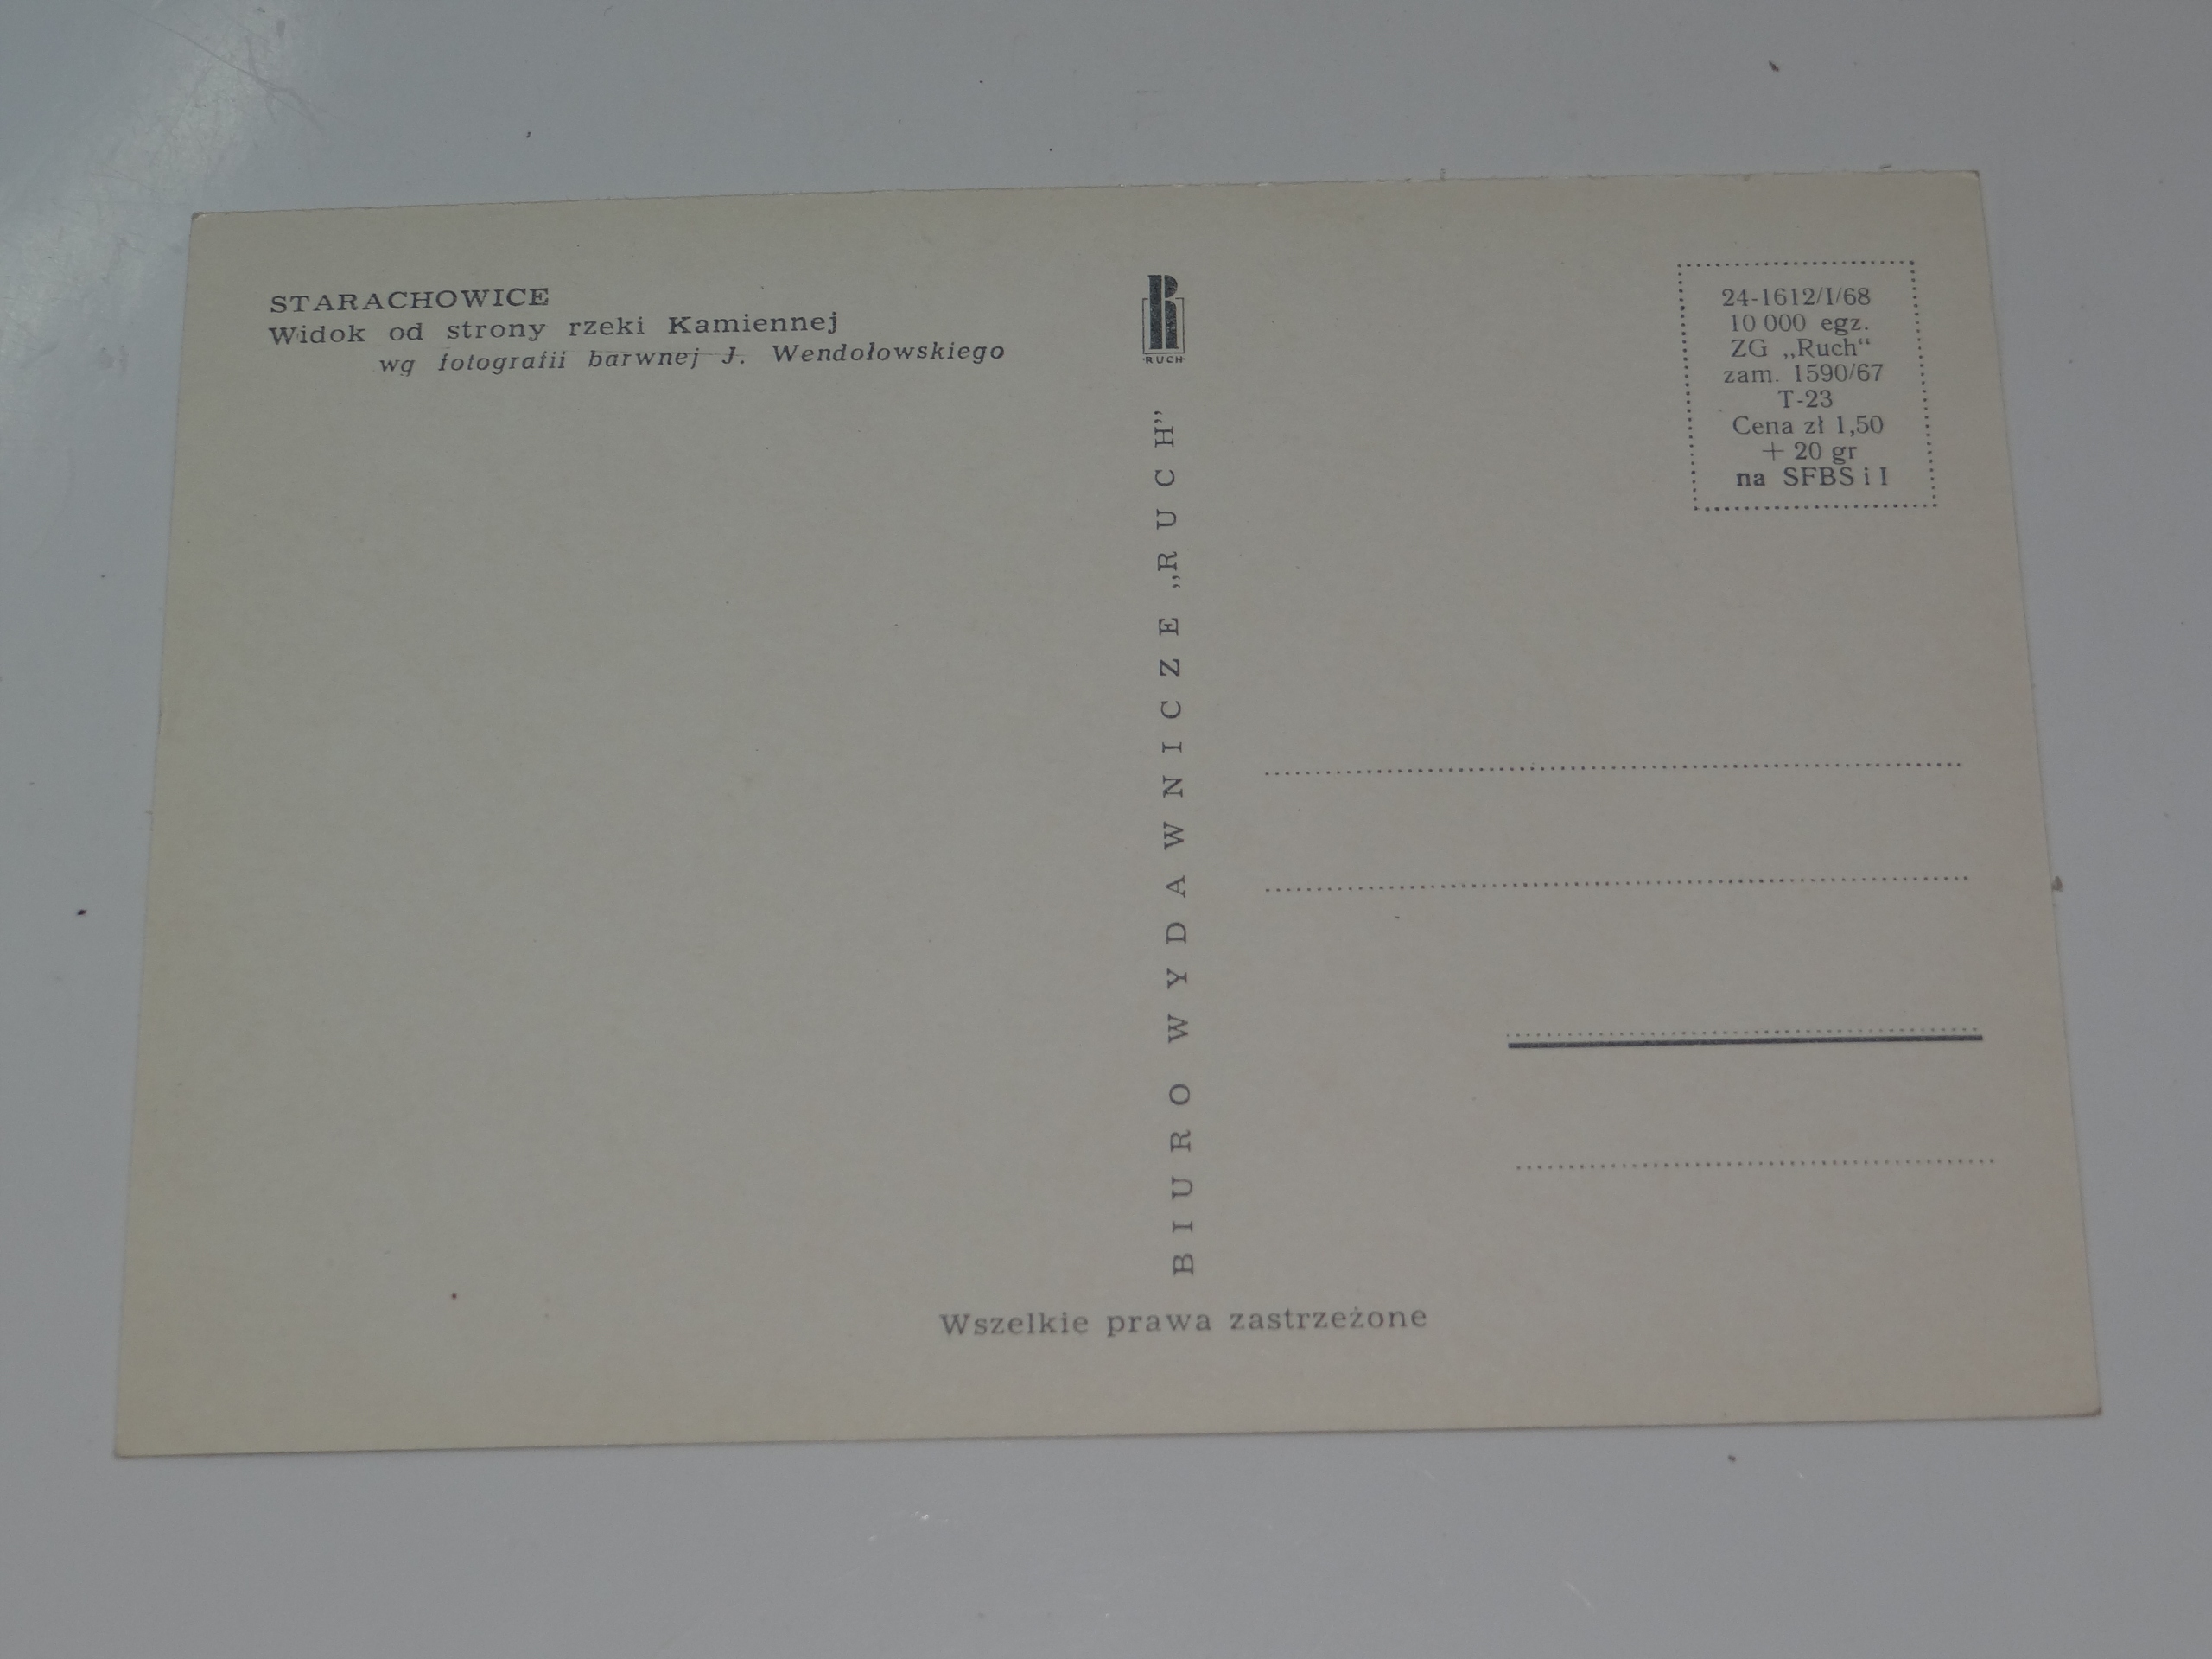 STARACHOWICE
Widok od strony rzeki Kamiennej
wg fotografii barwnej J. Wendołowskiego
R
RUCH
BIURO WYDAWNICZE „RUCH”
24-1612/I/68
10 000 egz.
ZG „Ruch“
zam. 1590/67
T-23
Cena zł 1,50
+ 20 gr
na SFBS i I
Wszelkie prawa zastrzeżone